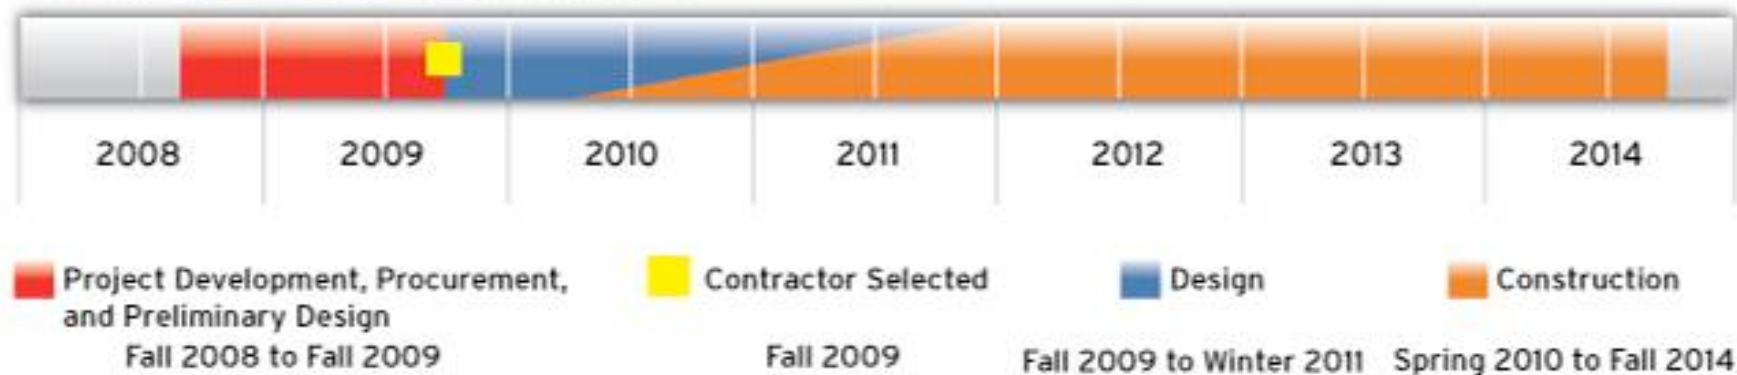 2008 2009 2010 2011 2012 2013 2014
Project Development, Procurement,
and Preliminary Design
Fall 2008 to Fall 2009
Contractor Selected
Fall 2009
Design
Fall 2009 to Winter 2011
Construction
Spring 2010 to Fall 2014